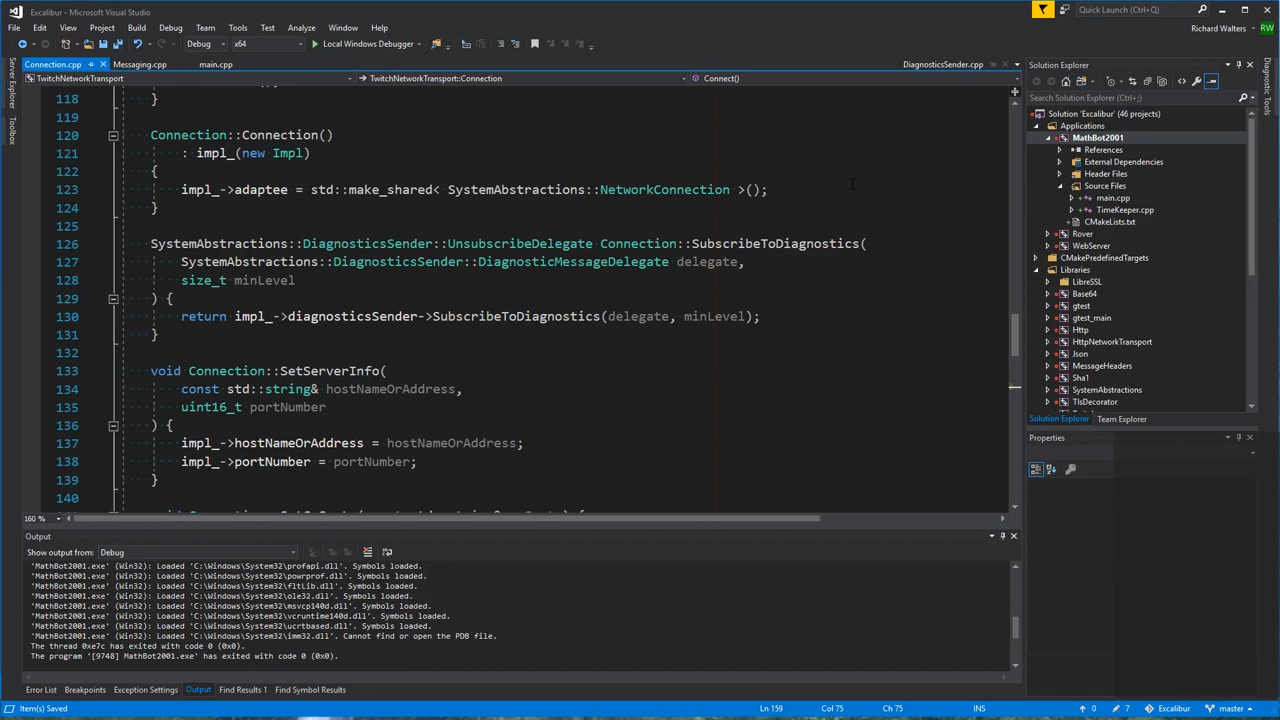 Excalibur - Microsoft Visual Studio
Quick Launch (Ctrl+Q)
File Edit View Project Build Debug Team Tools Test Analyze Window Help
Richard Walters RW
Debug x64 Local Windows Debugger
Server Explorer
Toolbox
Diagnostic Tools
Connection.cpp Messaging.cpp main.cpp DiagnosticsSender.cpp
TwitchNetworkTransport TwitchNetworkTransport::Connection Connect()
118 }
119
120 Connection::Connection()
121 : impl_(new Impl)
122 {
123 impl_->adaptee = std::make_shared< SystemAbstractions::NetworkConnection >();
124 }
125
126 SystemAbstractions::DiagnosticsSender::UnsubscribeDelegate Connection::SubscribeToDiagnostics(
127 SystemAbstractions::DiagnosticsSender::DiagnosticMessageDelegate delegate,
128 size_t minLevel
129 ) {
130 return impl_->diagnosticsSender->SubscribeToDiagnostics(delegate, minLevel);
131 }
132
133 void Connection::SetServerInfo(
134 const std::string& hostNameOrAddress,
135 uint16_t portNumber
136 ) {
137 impl_->hostNameOrAddress = hostNameOrAddress;
138 impl_->portNumber = portNumber;
139 }
140
160 %
Solution Explorer
Search Solution Explorer (Ctrl+;)
Solution 'Excalibur' (46 projects)
Applications
MathBot2001
References
External Dependencies
Header Files
Source Files
main.cpp
TimeKeeper.cpp
CMakeLists.txt
Rover
WebServer
CMakePredefinedTargets
Libraries
LibreSSL
Base64
gtest
gtest_main
Http
HttpNetworkTransport
Json
MessageHeaders
Sha1
SystemAbstractions
TlsDecorator
Solution Explorer Team Explorer
Properties
Output
Show output from: Debug
'MathBot2001.exe' (Win32): Loaded 'C:\Windows\System32\profapi.dll'. Symbols loaded.
'MathBot2001.exe' (Win32): Loaded 'C:\Windows\System32\powrprof.dll'. Symbols loaded.
'MathBot2001.exe' (Win32): Loaded 'C:\Windows\System32\fltLib.dll'. Symbols loaded.
'MathBot2001.exe' (Win32): Loaded 'C:\Windows\System32\ole32.dll'. Symbols loaded.
'MathBot2001.exe' (Win32): Loaded 'C:\Windows\System32\msvcp140d.dll'. Symbols loaded.
'MathBot2001.exe' (Win32): Loaded 'C:\Windows\System32\vcruntime140d.dll'. Symbols loaded.
'MathBot2001.exe' (Win32): Loaded 'C:\Windows\System32\ucrtbased.dll'. Symbols loaded.
'MathBot2001.exe' (Win32): Loaded 'C:\Windows\System32\imm32.dll'. Cannot find or open the PDB file.
The thread 0xe7c has exited with code 0 (0x0).
The program '[9748] MathBot2001.exe' has exited with code 0 (0x0).
Error List Breakpoints Exception Settings Output Find Results 1 Find Symbol Results
Item(s) Saved Ln 159 Col 75 Ch 75 INS 0 7 Excalibur master